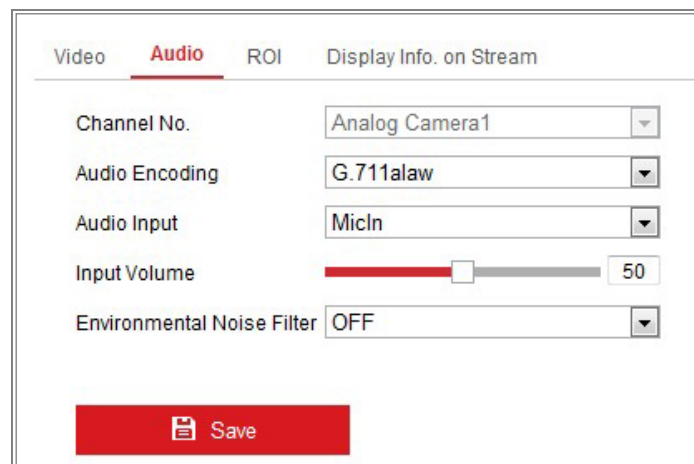 Video Audio ROI Display Info. on Stream
Channel No. Analog Camera1
Audio Encoding G.711alaw
Audio Input MicIn
Input Volume 50
Environmental Noise Filter OFF
Save